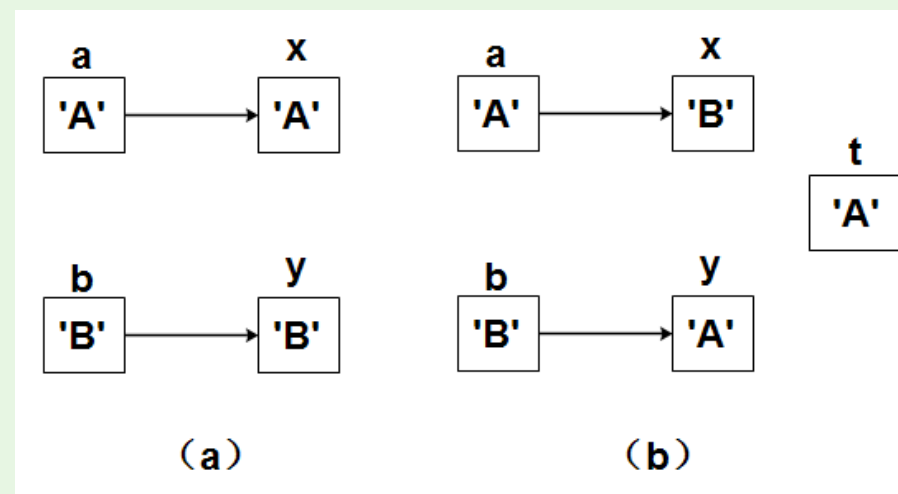 a x a x
'A' 'A' 'A' 'B'
t
'A'
b y b y
'B' 'B' 'B' 'A'
（a） （b）